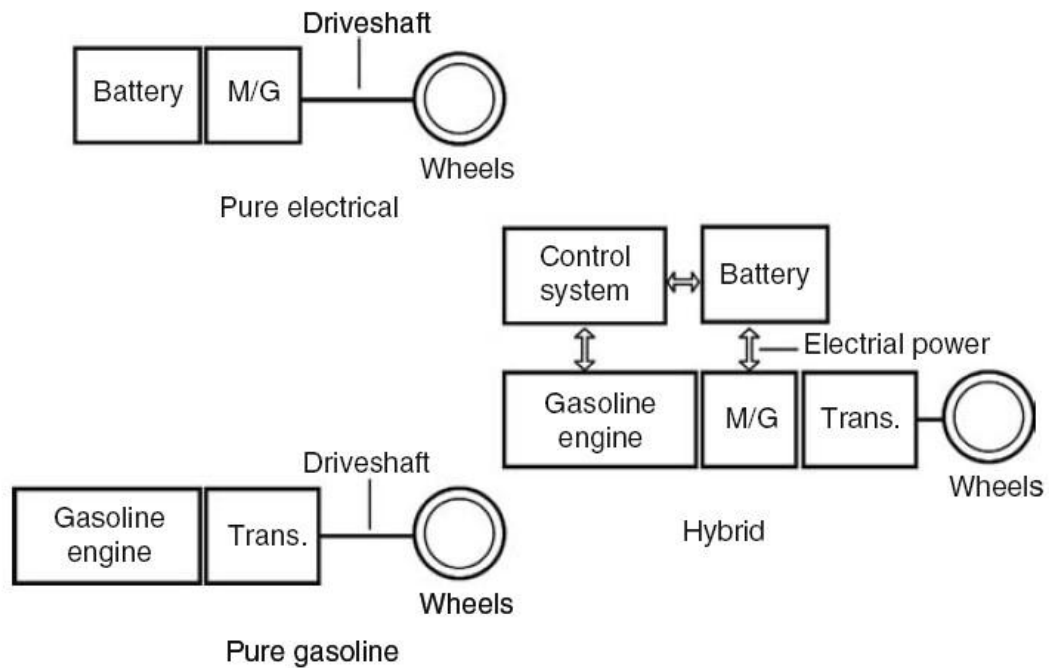 Driveshaft
Battery
M/G
Wheels
Pure electrical
Control
system
Battery
Electrial power
Gasoline
engine
M/G
Trans.
Wheels
Hybrid
Driveshaft
Gasoline
engine
Trans.
Wheels
Pure gasoline